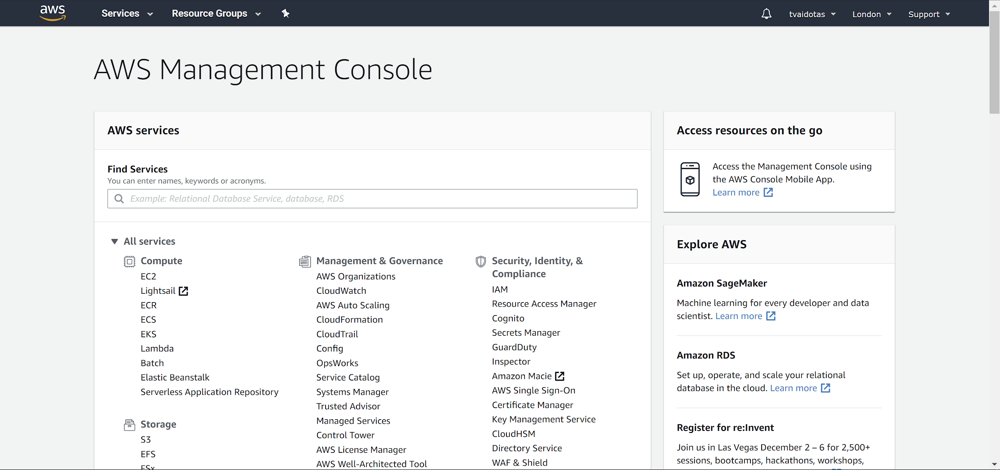 aws
Services
Resource Groups
tvaidotas
London
Support
AWS Management Console
AWS services
Find Services
You can enter names, keywords or acronyms.
Example: Relational Database Service, database, RDS
All services
Compute
EC2
Lightsail
ECR
ECS
EKS
Lambda
Batch
Elastic Beanstalk
Serverless Application Repository
Storage
S3
EFS
FSx
Management & Governance
AWS Organizations
CloudWatch
AWS Auto Scaling
CloudFormation
CloudTrail
Config
OpsWorks
Service Catalog
Systems Manager
Trusted Advisor
Managed Services
Control Tower
AWS License Manager
AWS Well-Architected Tool
Security, Identity, &
Compliance
IAM
Resource Access Manager
Cognito
Secrets Manager
GuardDuty
Inspector
Amazon Macie
AWS Single Sign-On
Certificate Manager
Key Management Service
CloudHSM
Directory Service
WAF & Shield
Access resources on the go
Access the Management Console using
the AWS Console Mobile App.
Learn more
Explore AWS
Amazon SageMaker
Machine learning for every developer and data
scientist. Learn more
Amazon RDS
Set up, operate, and scale your relational
database in the cloud. Learn more
Register for re:Invent
Join us in Las Vegas December 2 – 6 for 2,500+
sessions, bootcamps, hackathons, workshops,